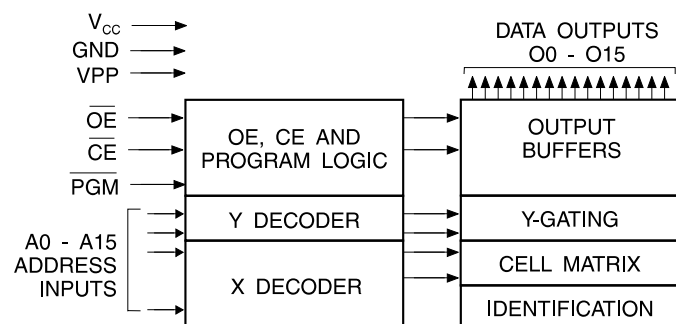 VCC
GND
VPP
OE
CE
PGM
A0 - A15
ADDRESS
INPUTS
OE, CE AND
PROGRAM LOGIC
Y DECODER
X DECODER
DATA OUTPUTS
O0 - O15
OUTPUT
BUFFERS
Y-GATING
CELL MATRIX
IDENTIFICATION